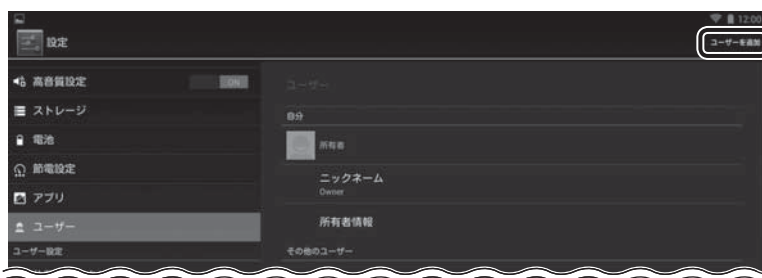 12:00
設定
ユーザーを追加
高音質設定
ON
ストレージ
電池
節電設定
アプリ
ユーザー
ユーザー設定
ユーザー
自分
所有者
ニックネーム
Owner
所有者情報
その他のユーザー